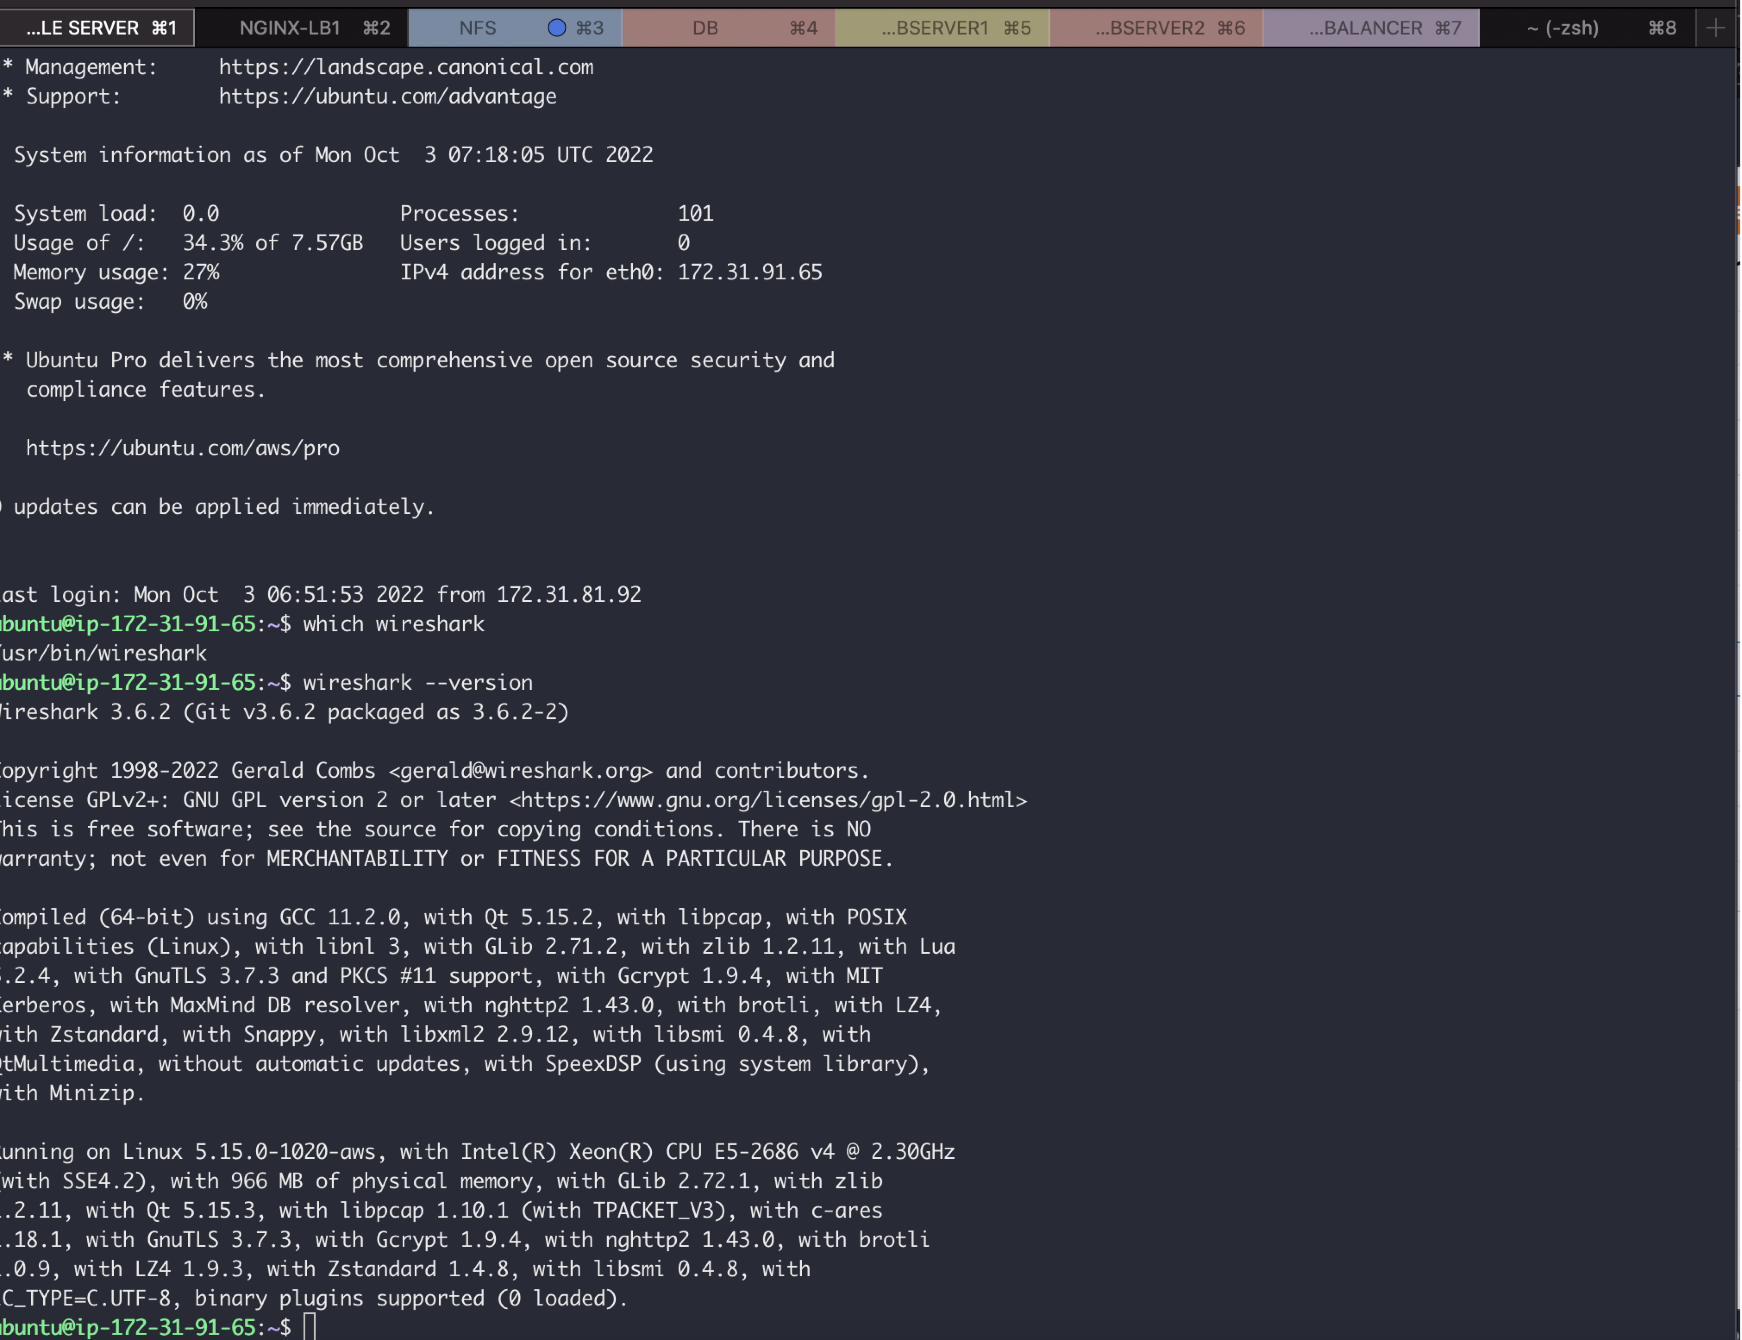 ...LE SERVER ⌘1 NGINX-LB1 ⌘2 NFS ⌘3 DB ⌘4 ...BSERVER1 ⌘5 ...BSERVER2 ⌘6 ...BALANCER ⌘7 ~ (-zsh) ⌘8 +
* Management: https://landscape.canonical.com
* Support: https://ubuntu.com/advantage
System information as of Mon Oct 3 07:18:05 UTC 2022
System load: 0.0 Processes: 101
Usage of /: 34.3% of 7.57GB Users logged in: 0
Memory usage: 27% IPv4 address for eth0: 172.31.91.65
Swap usage: 0%
* Ubuntu Pro delivers the most comprehensive open source security and
compliance features.
https://ubuntu.com/aws/pro
updates can be applied immediately.
ast login: Mon Oct 3 06:51:53 2022 from 172.31.81.92
buntu@ip-172-31-91-65:~$ which wireshark
usr/bin/wireshark
buntu@ip-172-31-91-65:~$ wireshark --version
ireshark 3.6.2 (Git v3.6.2 packaged as 3.6.2-2)
opyright 1998-2022 Gerald Combs <gerald@wireshark.org> and contributors.
icense GPLv2+: GNU GPL version 2 or later <https://www.gnu.org/licenses/gpl-2.0.html>
his is free software; see the source for copying conditions. There is NO
arranty; not even for MERCHANTABILITY or FITNESS FOR A PARTICULAR PURPOSE.
ompiled (64-bit) using GCC 11.2.0, with Qt 5.15.2, with libpcap, with POSIX
apabilities (Linux), with libnl 3, with GLib 2.71.2, with zlib 1.2.11, with Lua
.2.4, with GnuTLS 3.7.3 and PKCS #11 support, with Gcrypt 1.9.4, with MIT
erberos, with MaxMind DB resolver, with nghttp2 1.43.0, with brotli, with LZ4,
ith Zstandard, with Snappy, with libxml2 2.9.12, with libsmi 0.4.8, with
tMultimedia, without automatic updates, with SpeexDSP (using system library),
ith Minizip.
unning on Linux 5.15.0-1020-aws, with Intel(R) Xeon(R) CPU E5-2686 v4 @ 2.30GHz
with SSE4.2), with 966 MB of physical memory, with GLib 2.72.1, with zlib
.2.11, with Qt 5.15.3, with libpcap 1.10.1 (with TPACKET_V3), with c-ares
.18.1, with GnuTLS 3.7.3, with Gcrypt 1.9.4, with nghttp2 1.43.0, with brotli
.0.9, with LZ4 1.9.3, with Zstandard 1.4.8, with libsmi 0.4.8, with
C_TYPE=C.UTF-8, binary plugins supported (0 loaded).
buntu@ip-172-31-91-65:~$